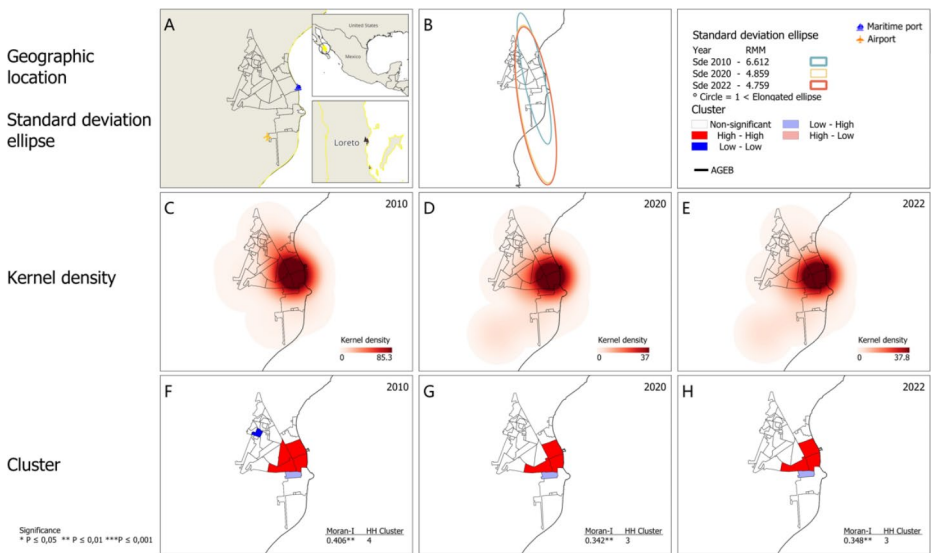 Geographic
location
Standard deviation
ellipse
A
United States
Mexico
Loreto
B
Standard deviation ellipse
Year RMM
Sde 2010 - 6.612
Sde 2020 - 4.859
Sde 2022 - 4.759
° Circle = 1 < Elongated ellipse
Cluster
Non-significant
Low - High
High - High
High - Low
Low - Low
AGEB
Maritime port
Airport
Kernel density
C
2010
Kernel density
0 85.3
D
2020
Kernel density
0 37
E
2022
Kernel density
0 37.8
Cluster
Significance
* P ≤ 0,05 ** P ≤ 0,01 ***P ≤ 0,001
F
2010
Moran-I HH Cluster
0.406** 4
G
2020
Moran-I HH Cluster
0.342** 3
H
2022
Moran-I HH Cluster
0.348** 3